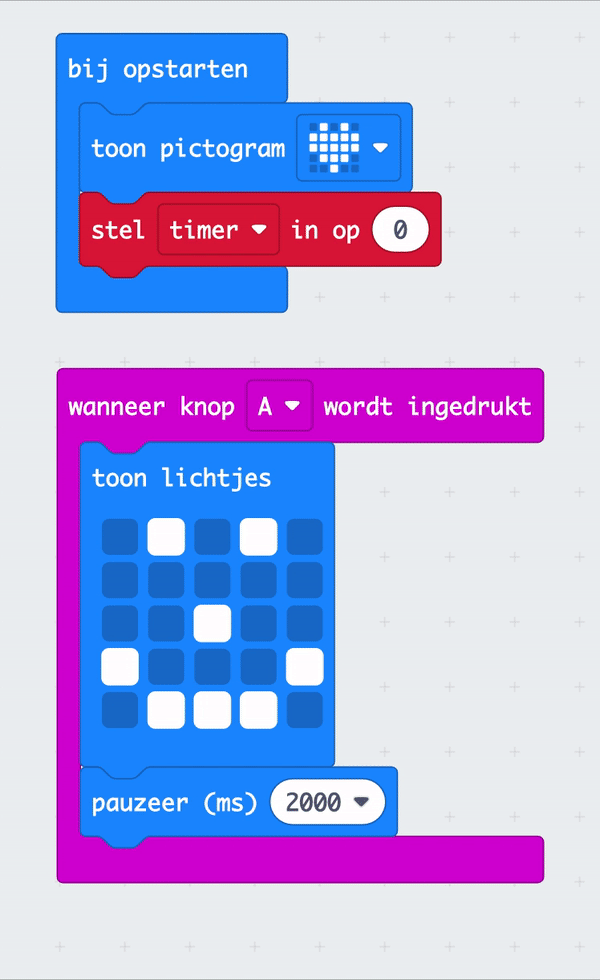 bij opstarten
toon pictogram
stel timer in op 0
wanneer knop A wordt ingedrukt
toon lichtjes
pauzeer (ms) 2000